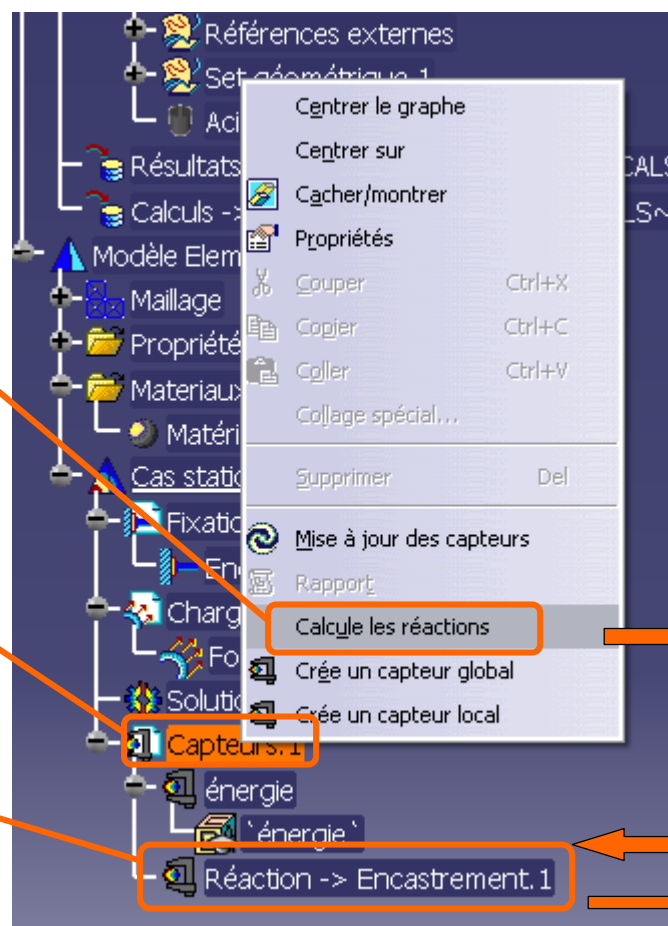 Références externes
Set géométrique.1
Aci
Résultats
CALS
Calculs ->
LS~
Modèle Elem
Maillage
Propriété
Materiaux
Matéri
Cas static
Fixatio
En
Charg
Fo
Solutio
Capteurs.1
énergie
`énergie`
Réaction -> Encastrement.1
Centrer le graphe
Centrer sur
Cacher/montrer
Propriétés
Couper Ctrl+X
Copier Ctrl+C
Coller Ctrl+V
Collage spécial...
Supprimer Del
Mise à jour des capteurs
Rapport
Calcule les réactions
Crée un capteur global
Crée un capteur local